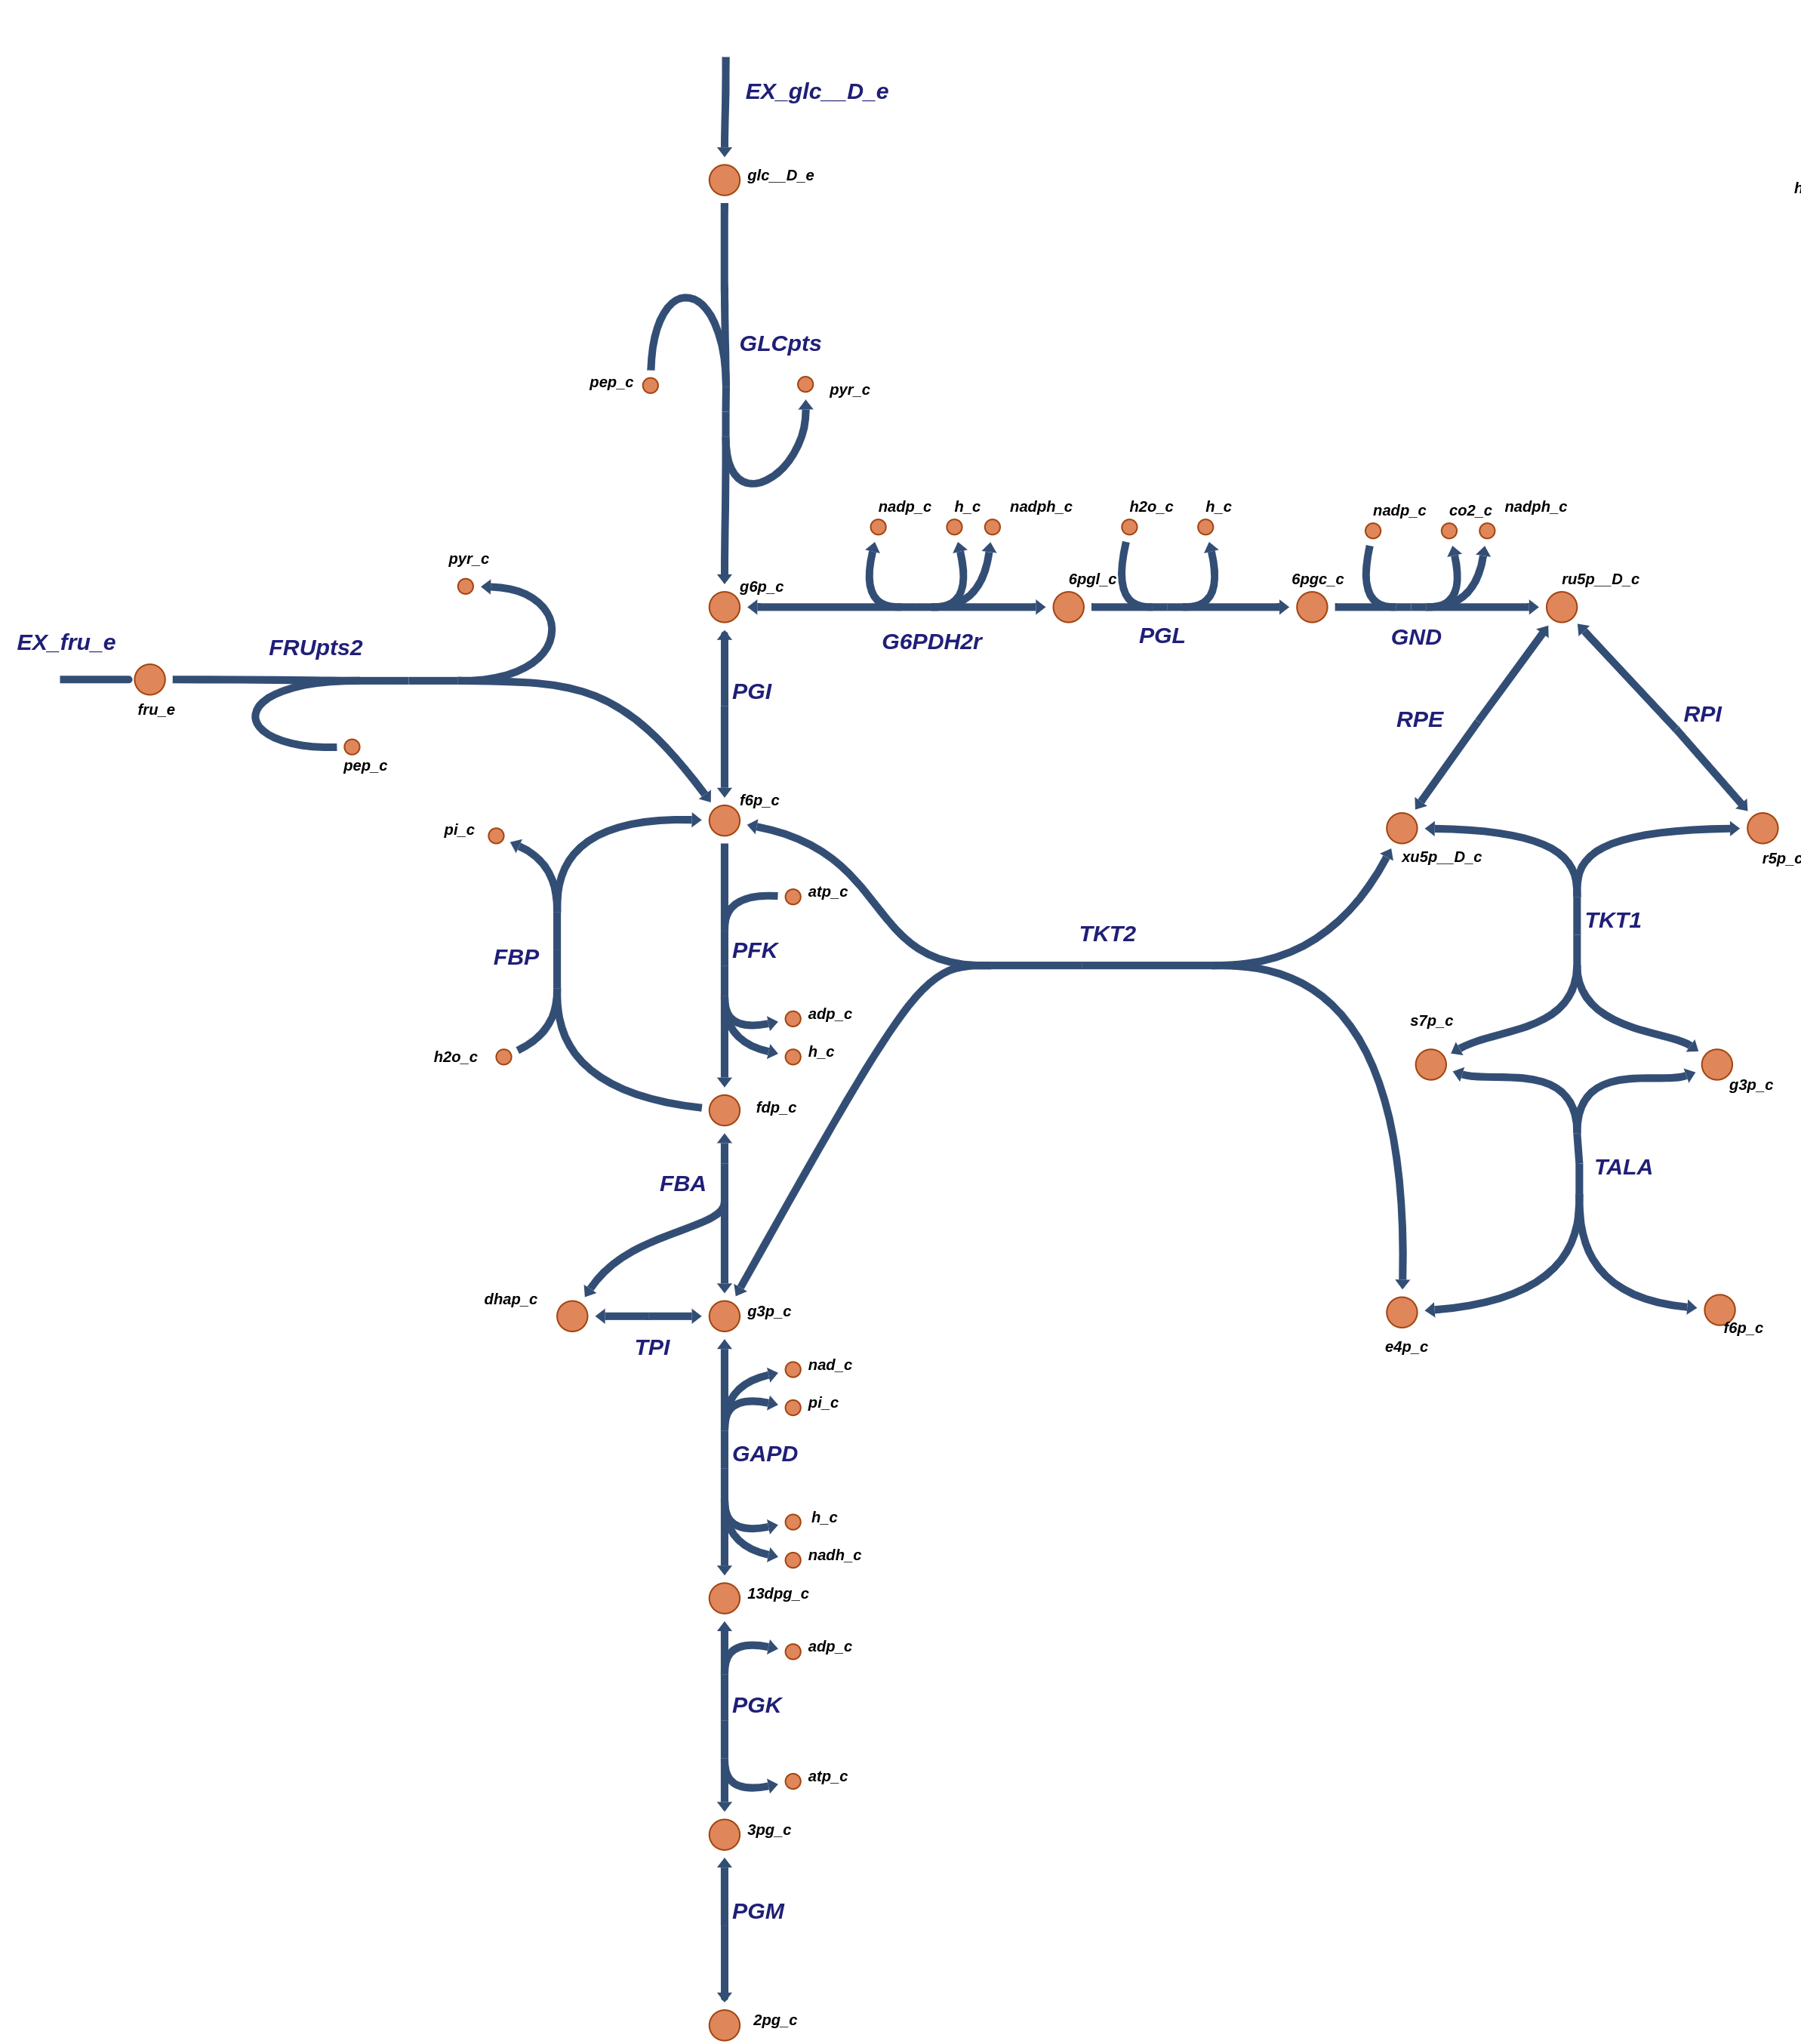 EX_glc__D_e
glc__D_e
h
GLCpts
pep_c
pyr_c
nadp_c
h_c
nadph_c
h2o_c
h_c
nadp_c
co2_c
nadph_c
pyr_c
g6p_c
6pgl_c
6pgc_c
ru5p__D_c
EX_fru_e
FRUpts2
G6PDH2r
PGL
GND
fru_e
PGI
RPE
RPI
pep_c
f6p_c
pi_c
xu5p__D_c
r5p_c
atp_c
FBP
PFK
TKT2
TKT1
adp_c
s7p_c
h2o_c
h_c
g3p_c
fdp_c
FBA
TALA
dhap_c
g3p_c
f6p_c
TPI
e4p_c
nad_c
pi_c
GAPD
h_c
nadh_c
13dpg_c
adp_c
PGK
atp_c
3pg_c
PGM
2pg_c